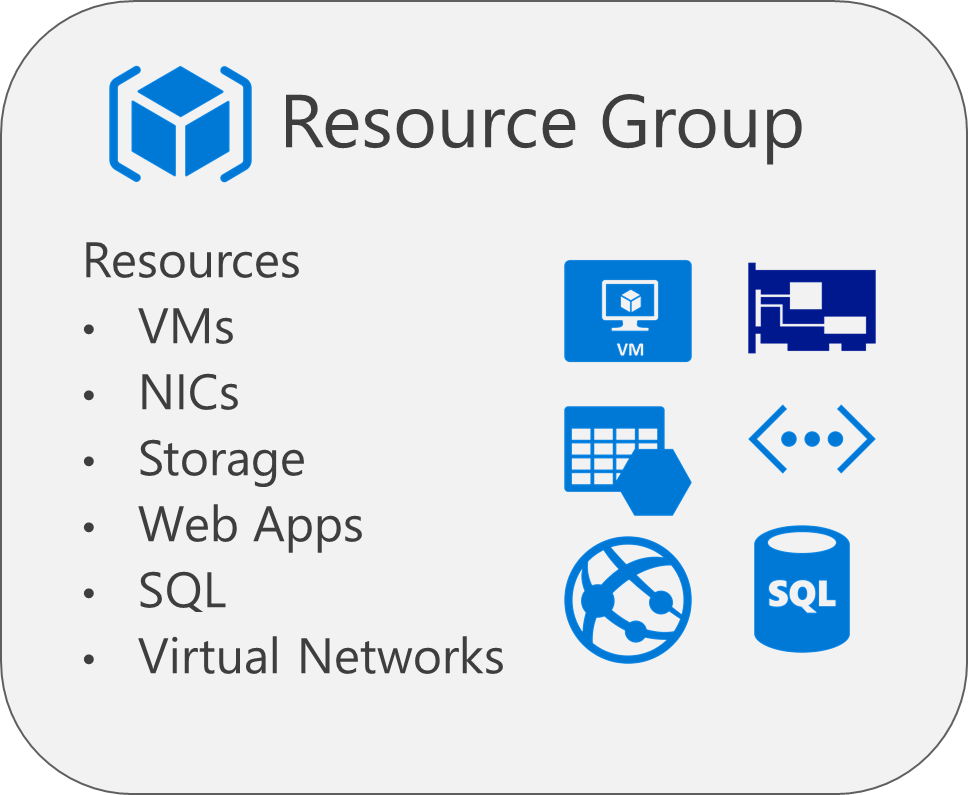 Resource Group
Resources
• VMs
• NICs
• Storage
• Web Apps
• SQL
• Virtual Networks
VM
SQL